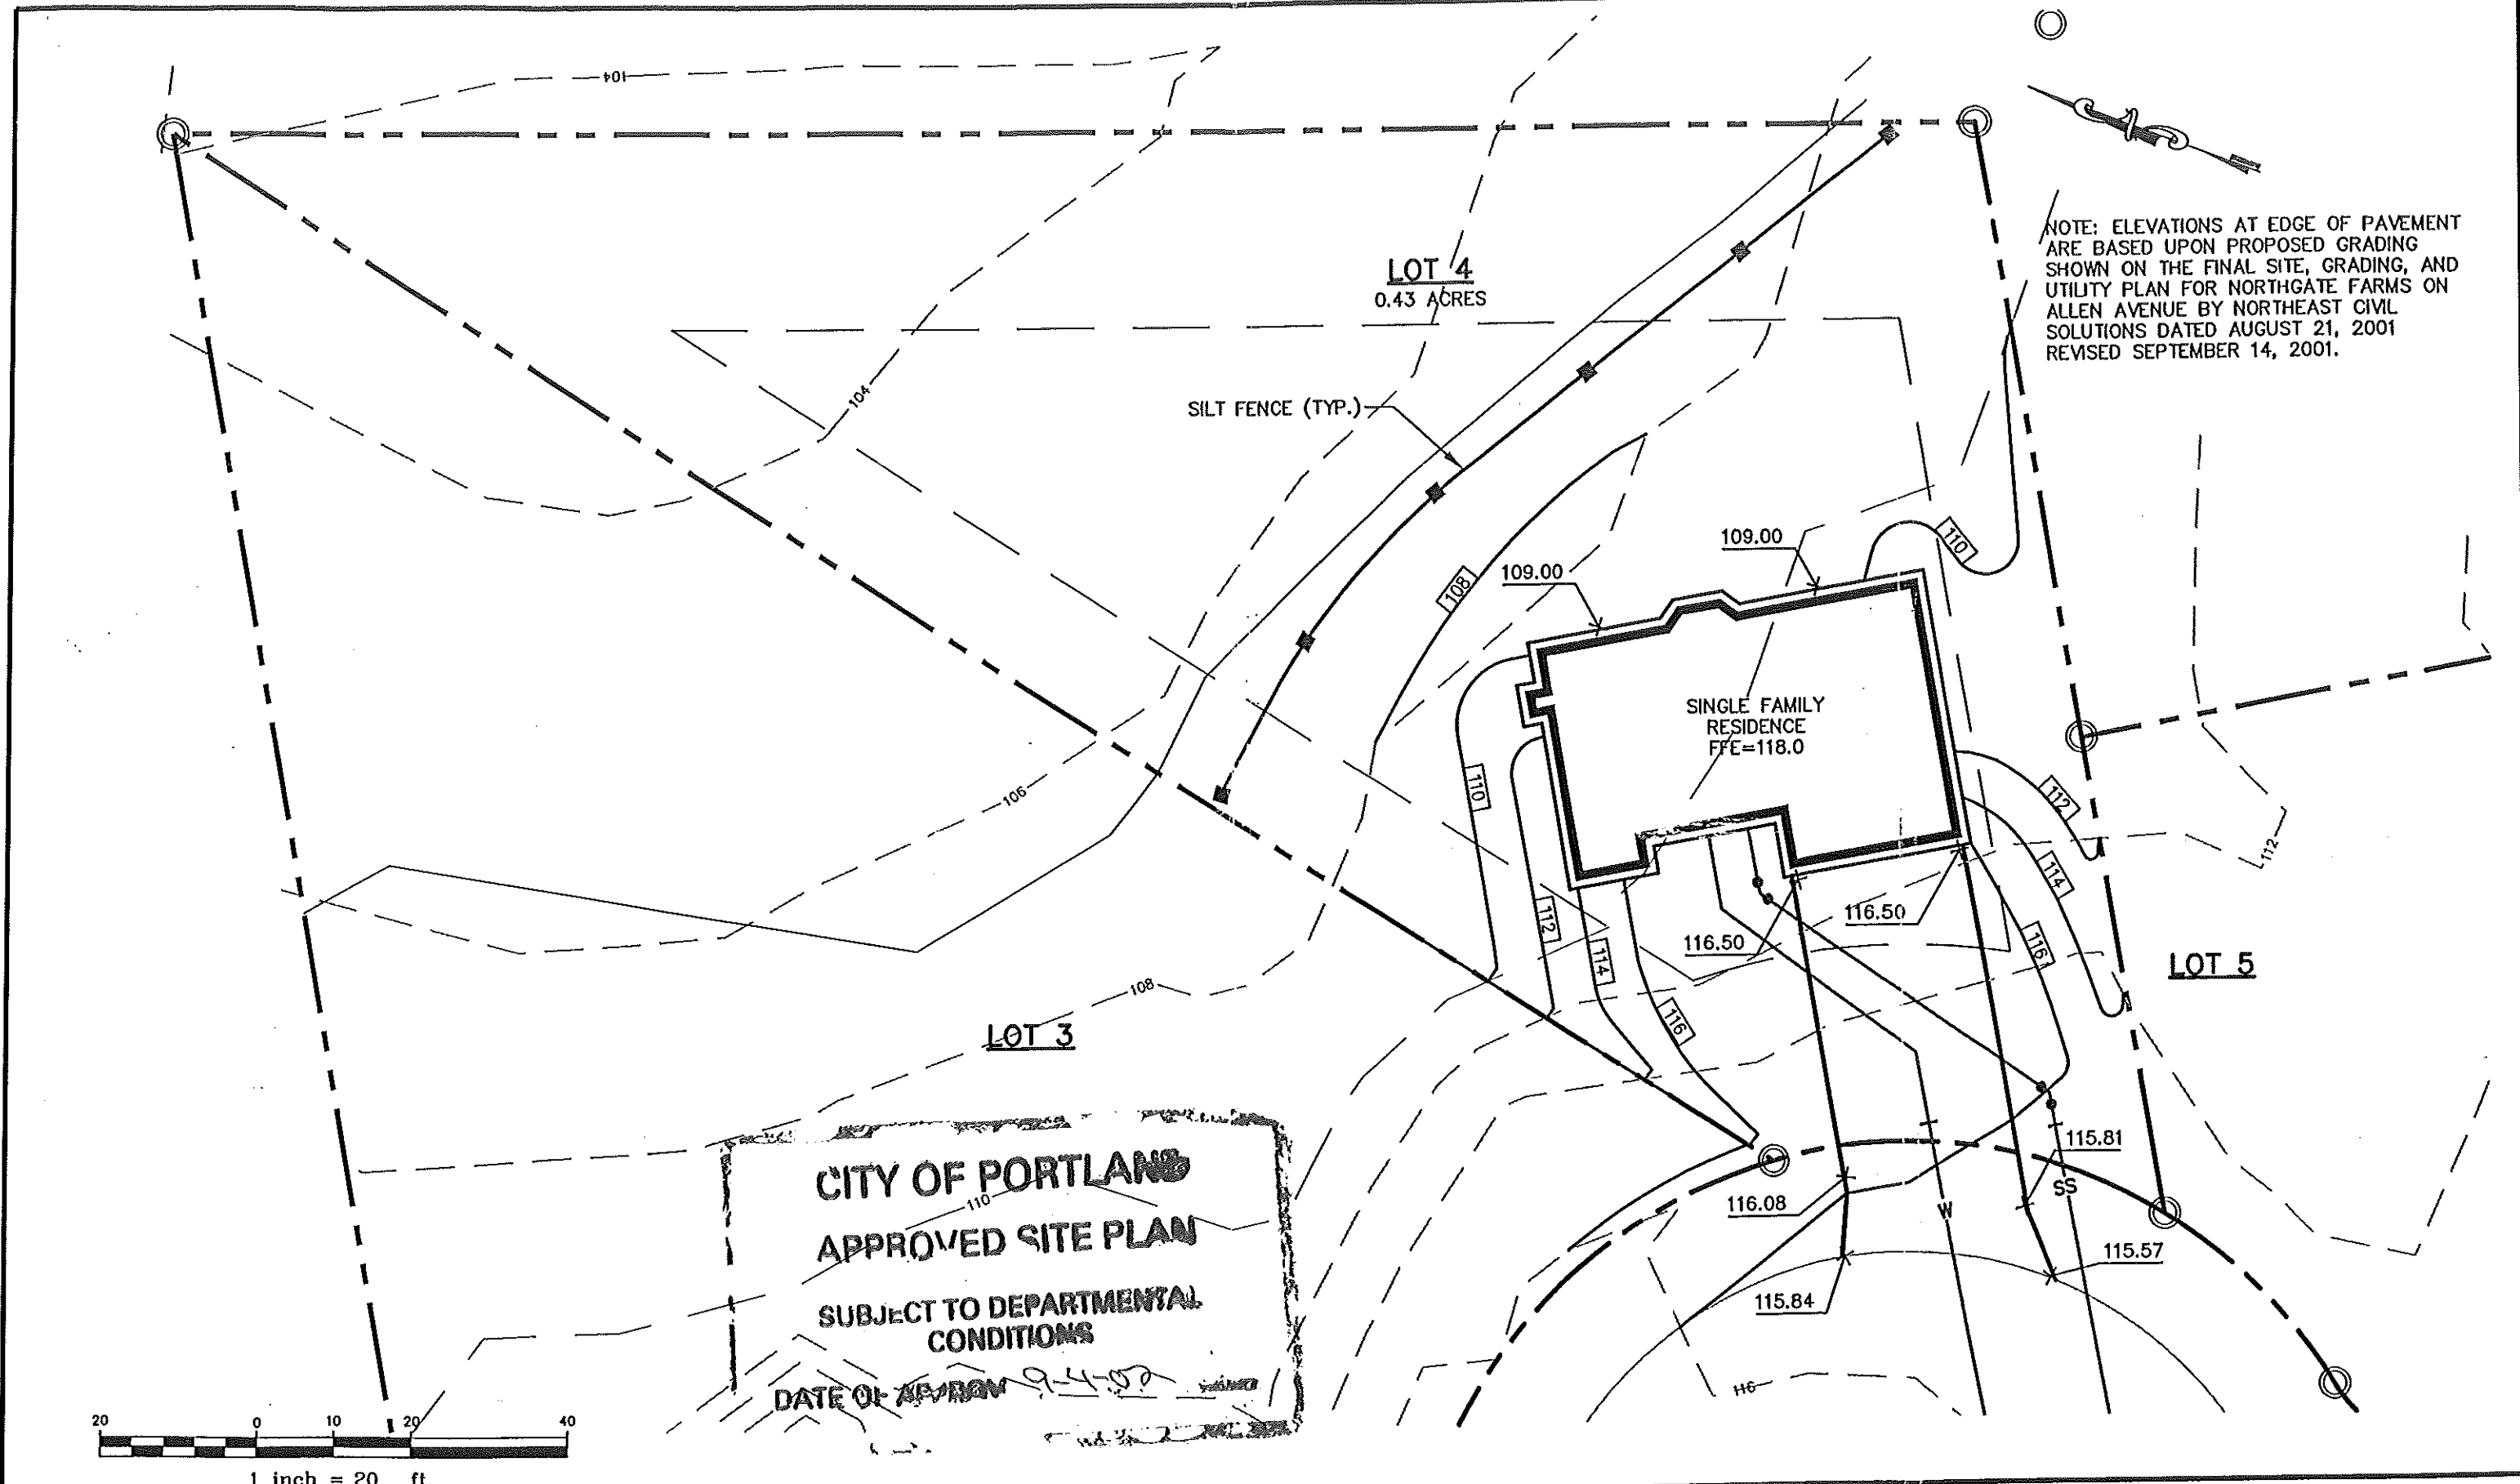 104
NOTE: ELEVATIONS AT EDGE OF PAVEMENT
ARE BASED UPON PROPOSED GRADING
SHOWN ON THE FINAL SITE, GRADING, AND
UTILITY PLAN FOR NORTHGATE FARMS ON
ALLEN AVENUE BY NORTHEAST CIVIL
SOLUTIONS DATED AUGUST 21, 2001
REVISED SEPTEMBER 14, 2001.
LOT 4
0.43 ACRES
104
SILT FENCE (TYP.)
109.00
109.00
110
108
SINGLE FAMILY
RESIDENCE
FFE=118.0
110
112
106
112
114
112
114
116
116.50
116.50
116
LOT 5
108
LOT 3
115.81
SS
116.08
W
115.57
115.84
116
110
CITY OF PORTLAND
APPROVED SITE PLAN
SUBJECT TO DEPARTMENTAL
CONDITIONS
DATE OF
20 0 10 20 40
1 inch = 20 ft